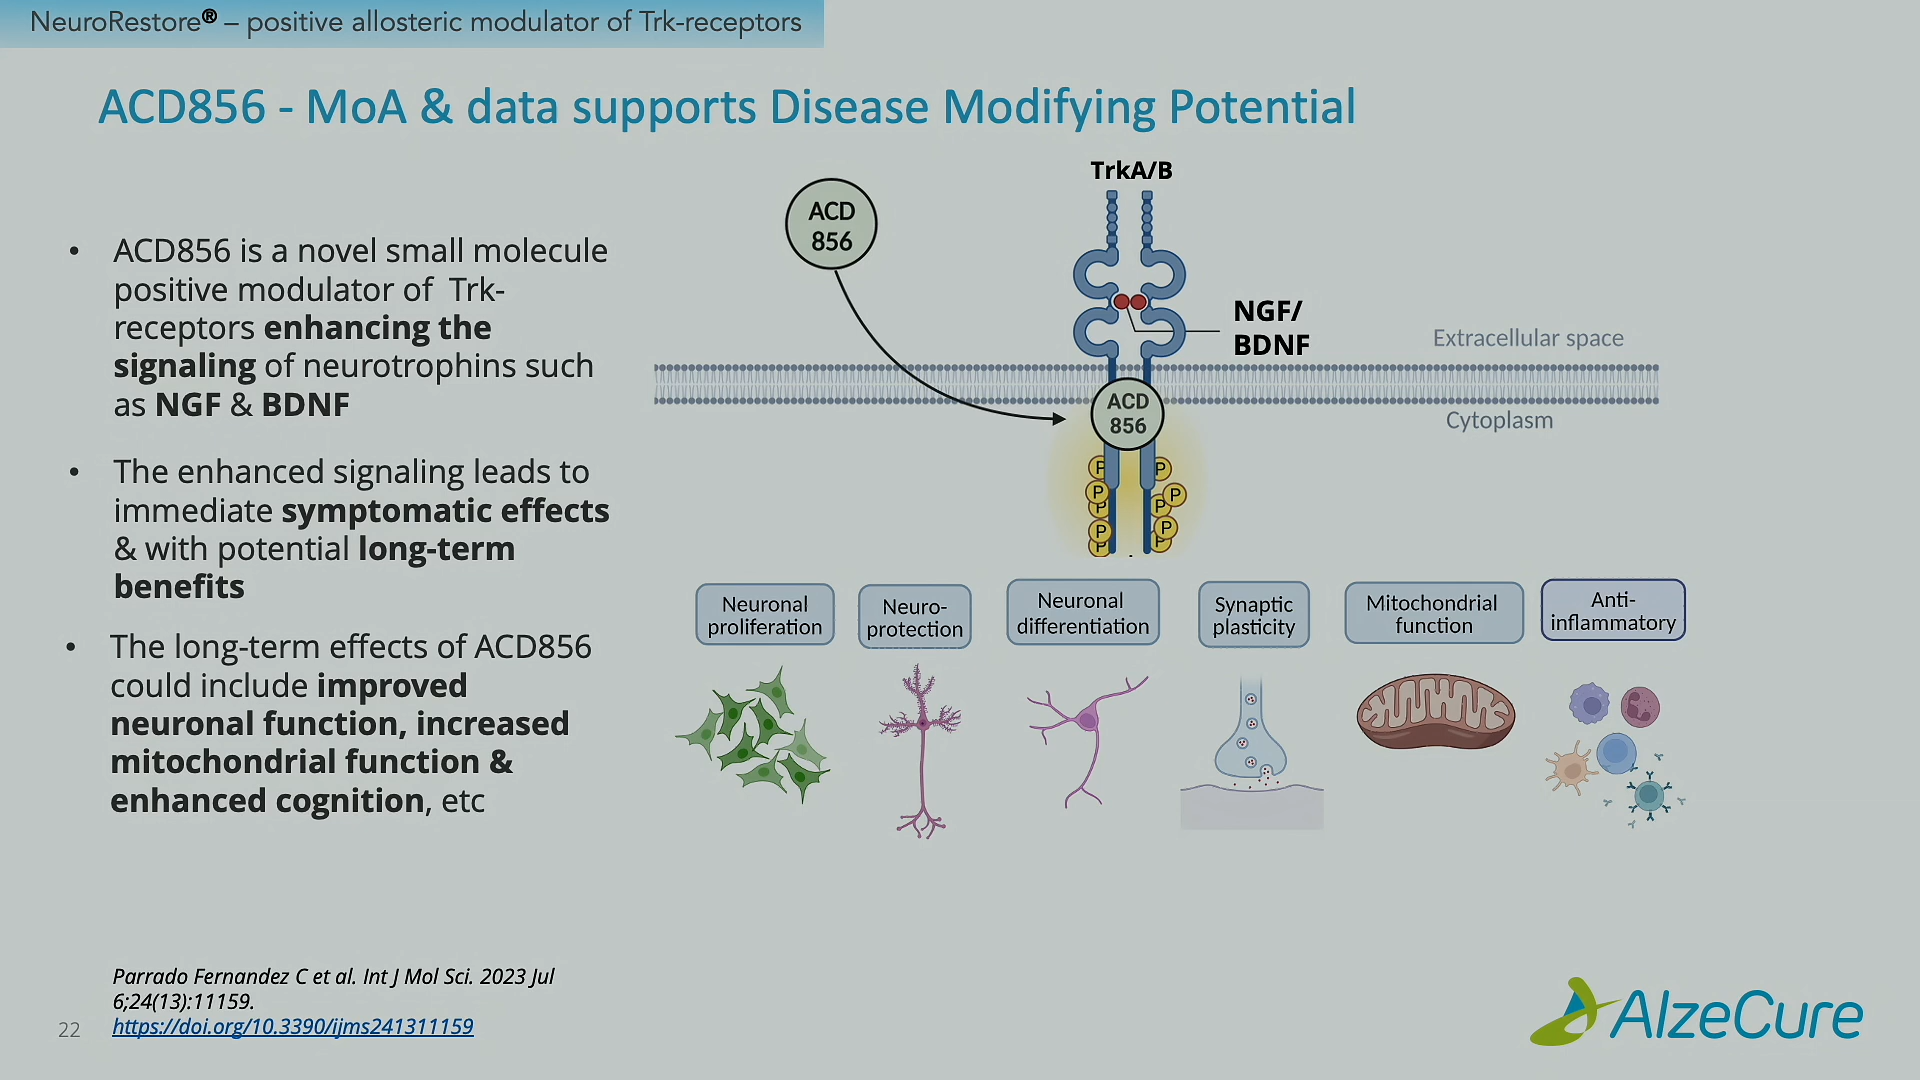 NeuroRestore® – positive allosteric modulator of Trk-receptors
ACD856 - MoA & data supports Disease Modifying Potential
• ACD856 is a novel small molecule
positive modulator of Trk-
receptors enhancing the
signaling of neurotrophins such
as NGF & BDNF
• The enhanced signaling leads to
immediate symptomatic effects
& with potential long-term
benefits
• The long-term effects of ACD856
could include improved
neuronal function, increased
mitochondrial function &
enhanced cognition, etc
TrkA/B
ACD
856
NGF/
BDNF
Extracellular space
Cytoplasm
ACD
856
P
P
P
P
P
P
P
P
P
P
Neuronal
proliferation
Neuro-
protection
Neuronal
differentiation
Synaptic
plasticity
Mitochondrial
function
Anti-
inflammatory
Parrado Fernandez C et al. Int J Mol Sci. 2023 Jul
6;24(13):11159.
https://doi.org/10.3390/ijms241311159
22
AlzeCure